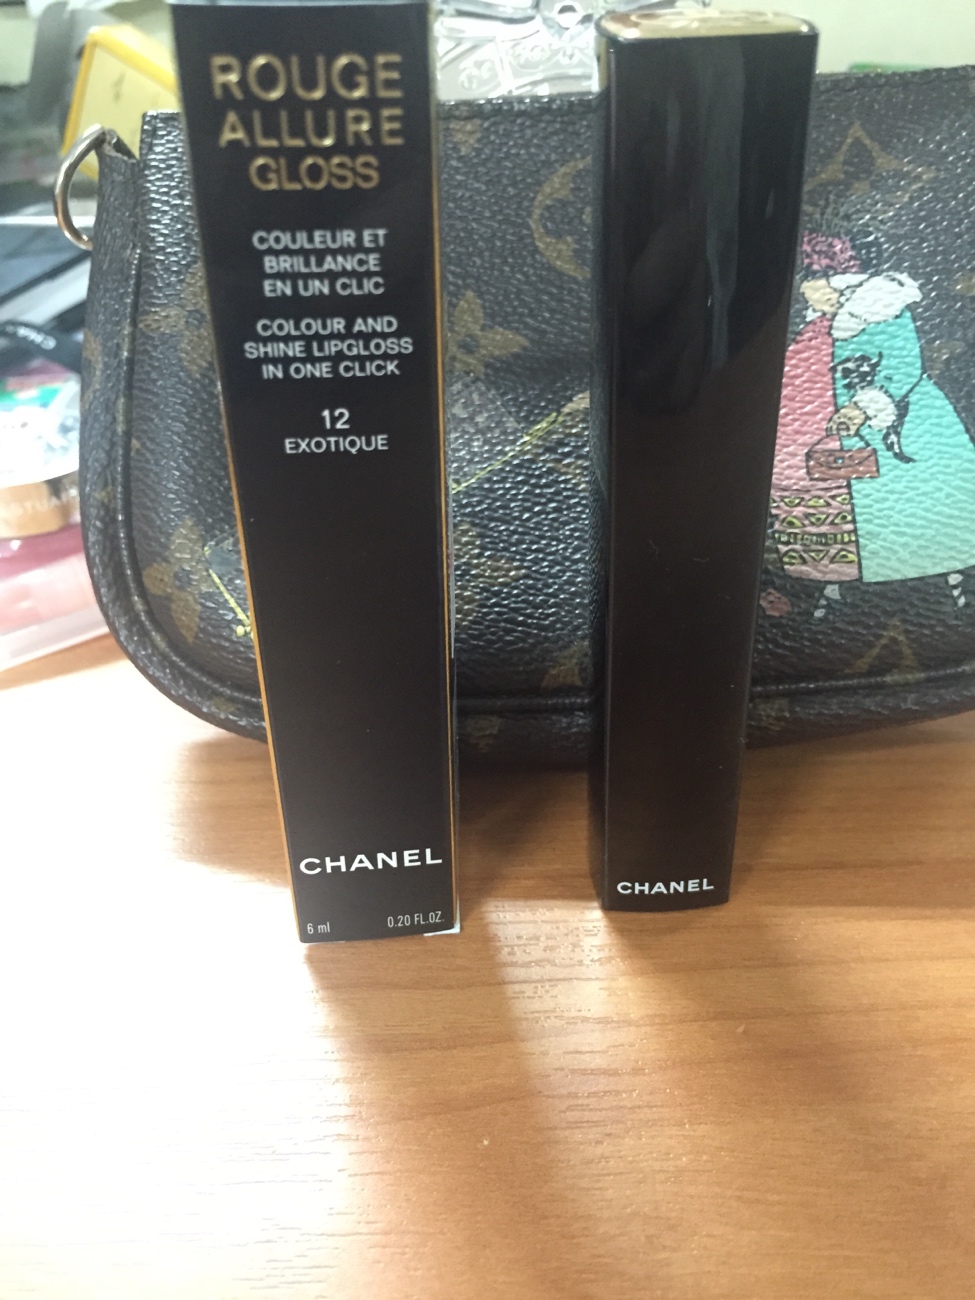 ROUGE
ALLURE
GLOSS
COULEUR ET
BRILLANCE
EN UN CLIC
COLOUR AND
SHINE LIPGLOSS
IN ONE CLICK
12
EXOTIQUE
CHANEL
6 ml
0.20 FL.OZ.
CHANEL